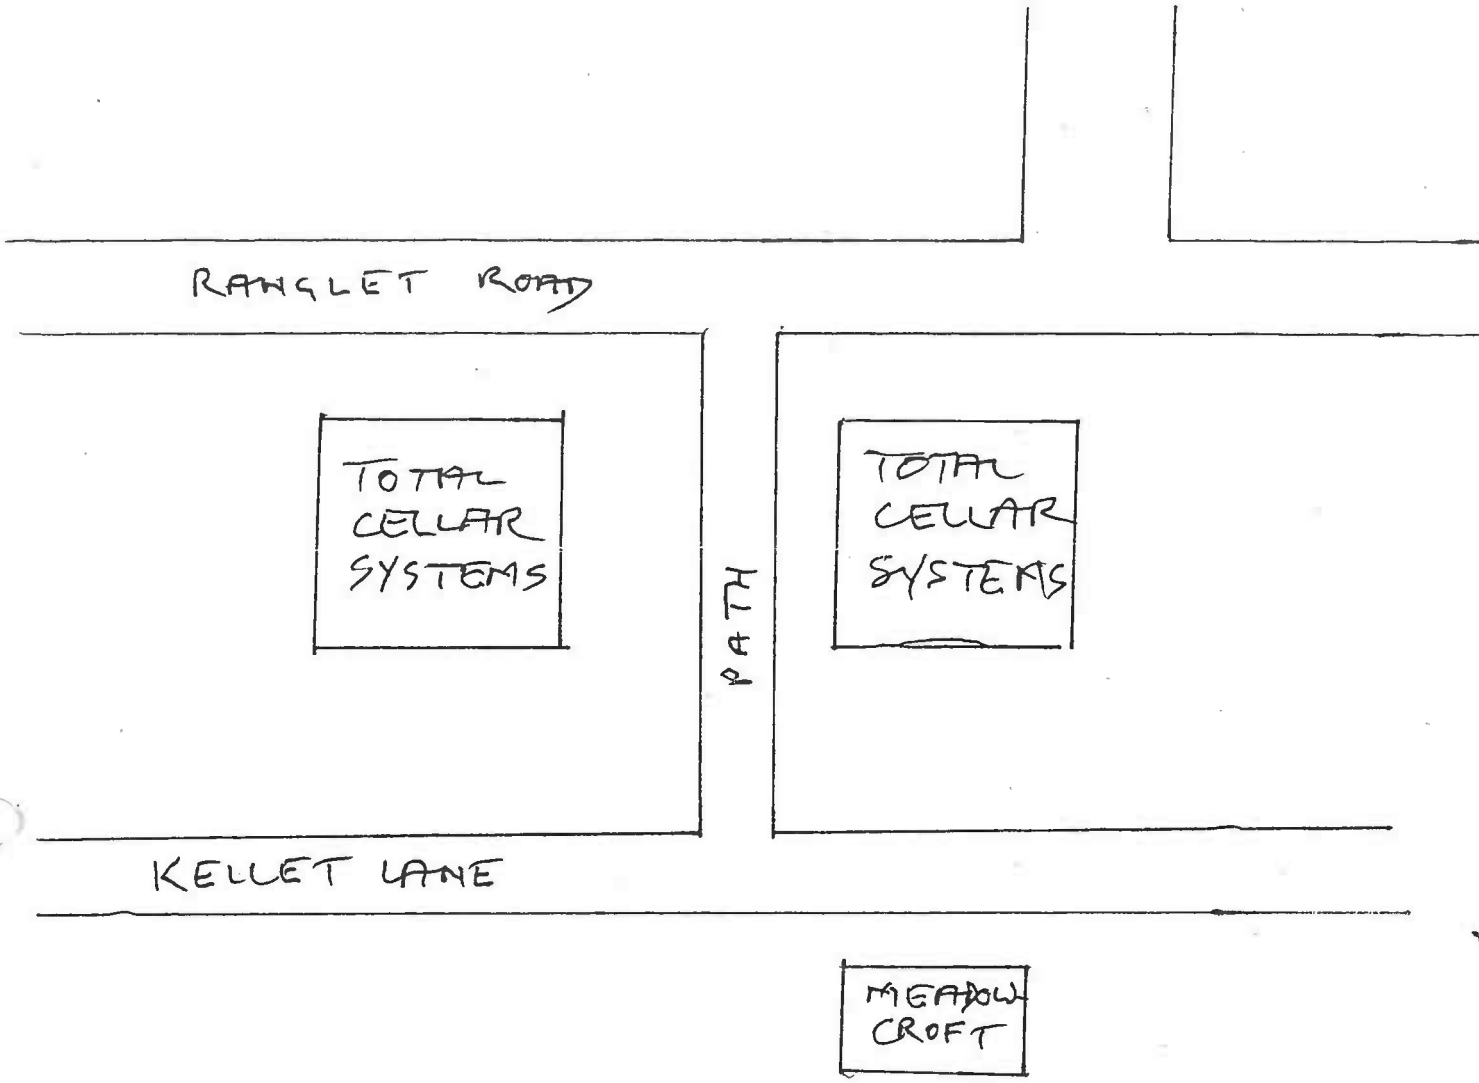 RANGLET ROAD
TOTAL
CELLAR
SYSTEMS
PATH
TOTAL
CELLAR
SYSTEMS
KELLET LANE
MEADOW
CROFT